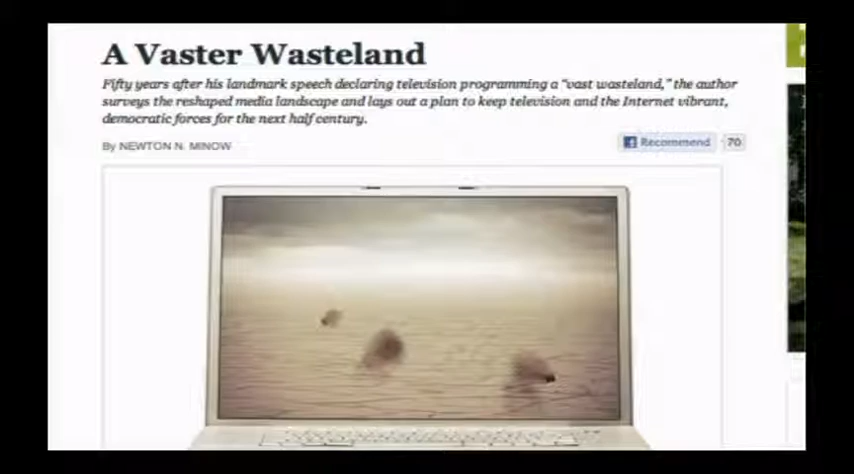 A Vaster Wasteland
Fifty years after his landmark speech declaring television programming a “vast wasteland,” the author
surveys the reshaped media landscape and lays out a plan to keep television and the Internet vibrant,
democratic forces for the next half century.
By NEWTON N. MINOW
Recommend 70